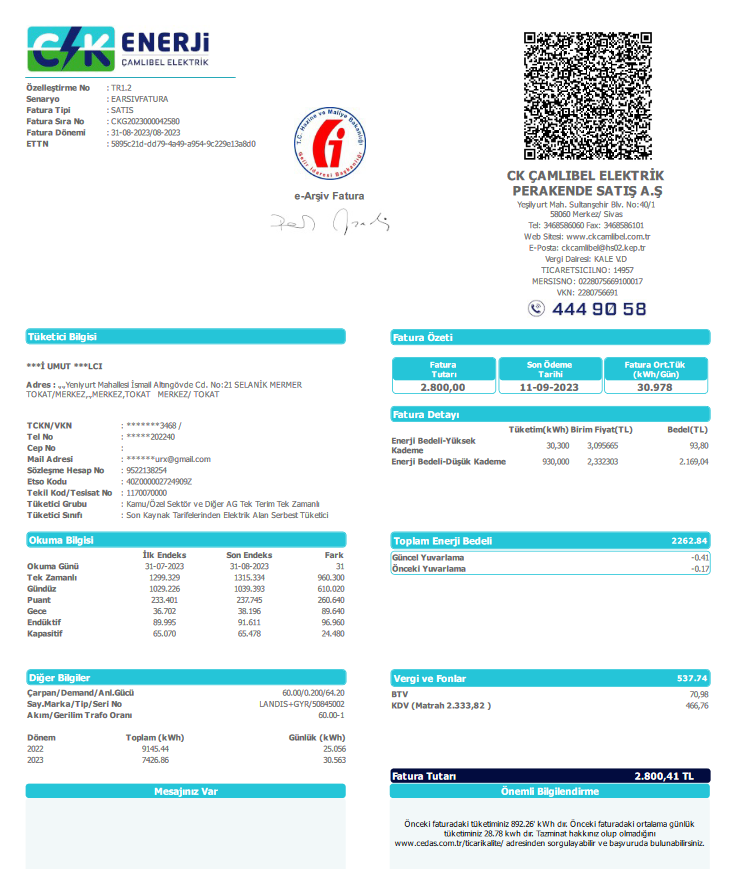 CK ENERJi
ÇAMLIBEL ELEKTRİK
Özelleştirme No : TR1.2
Senaryo : EARSIVFATURA
Fatura Tipi : SATIS
Fatura Sıra No : CKG2023000042580
Fatura Dönemi : 31-08-2023/08-2023
ETTN : 5895c21d-dd79-4a49-a954-9c229e13a8d0
T.C. Hazine ve Maliye Bakanlığı
Gelir İdaresi Başkanlığı
e-Arşiv Fatura
CK ÇAMLIBEL ELEKTRİK
PERAKENDE SATIŞ A.Ş
Yeşilyurt Mah. Sultanşehir Blv. No:40/1
58060 Merkez/ Sivas
Tel: 3468586060 Fax: 3468586101
Web Sitesi: www.ckcamlibel.com.tr
E-Posta: ckcamlibel@hs02.kep.tr
Vergi Dairesi: KALE V.D
TICARETSICILNO: 14957
MERSISNO: 0228075669100017
VKN: 2280756691
444 90 58
Tüketici Bilgisi
***İ UMUT ***LCI
Adres : ,,Yeniyurt Mahallesi İsmail Altıngövde Cd. No:21 SELANİK MERMER
TOKAT/MERKEZ,,MERKEZ,TOKAT MERKEZ/ TOKAT
TCKN/VKN : *******3468 /
Tel No : *****202240
Cep No :
Mail Adresi : ******urx@gmail.com
Sözleşme Hesap No : 9522138254
Etso Kodu : 40Z000002724909Z
Tekil Kod/Tesisat No : 1170070000
Tüketici Grubu : Kamu/Özel Sektör ve Diğer AG Tek Terim Tek Zamanlı
Tüketici Sınıfı : Son Kaynak Tarifelerinden Elektrik Alan Serbest Tüketici
Fatura Özeti
Fatura Tutarı Son Ödeme Tarihi Fatura Ort.Tük (kWh/Gün)
2.800,00 11-09-2023 30.978
Fatura Detayı
Tüketim(kWh) Birim Fiyat(TL) Bedel(TL)
Enerji Bedeli-Yüksek Kademe 30,300 3,095665 93,80
Enerji Bedeli-Düşük Kademe 930,000 2,332303 2.169,04
Okuma Bilgisi
İlk Endeks Son Endeks Fark
Okuma Günü 31-07-2023 31-08-2023 31
Tek Zamanlı 1299.329 1315.334 960.300
Gündüz 1029.226 1039.393 610.020
Puant 233.401 237.745 260.640
Gece 36.702 38.196 89.640
Endüktif 89.995 91.611 96.960
Kapasitif 65.070 65.478 24.480
Toplam Enerji Bedeli 2262.84
Güncel Yuvarlama -0.41
Önceki Yuvarlama -0.17
Diğer Bilgiler
Çarpan/Demand/Anl.Gücü 60.00/0.200/64.20
Say.Marka/Tip/Seri No LANDIS+GYR/50845002
Akım/Gerilim Trafo Oranı 60.00-1
Dönem Toplam (kWh) Günlük (kWh)
2022 9145.44 25.056
2023 7426.86 30.563
Vergi ve Fonlar 537.74
BTV 70,98
KDV (Matrah 2.333,82 ) 466,76
Fatura Tutarı 2.800,41 TL
Mesajınız Var
Önemli Bilgilendirme
Önceki faturadaki tüketiminiz 892.26' kWh dır. Önceki faturadaki ortalama günlük
tüketiminiz 28.78 kwh dır. Tazminat hakkınız olup olmadığını
www.cedas.com.tr/ticarikalite/ adresinden sorgulayabilir ve başvuruda bulunabilirsiniz.